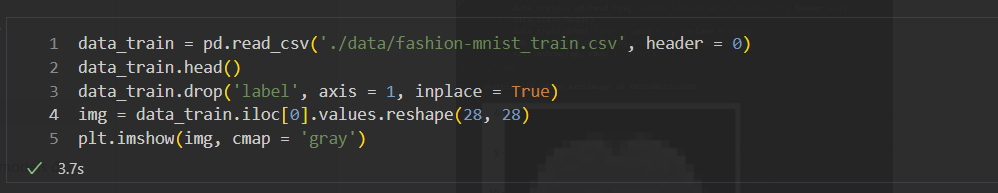 1 data_train = pd.read_csv('./data/fashion-mnist_train.csv', header = 0)
2 data_train.head()
3 data_train.drop('label', axis = 1, inplace = True)
4 img = data_train.iloc[0].values.reshape(28, 28)
5 plt.imshow(img, cmap = 'gray')
✓ 3.7s